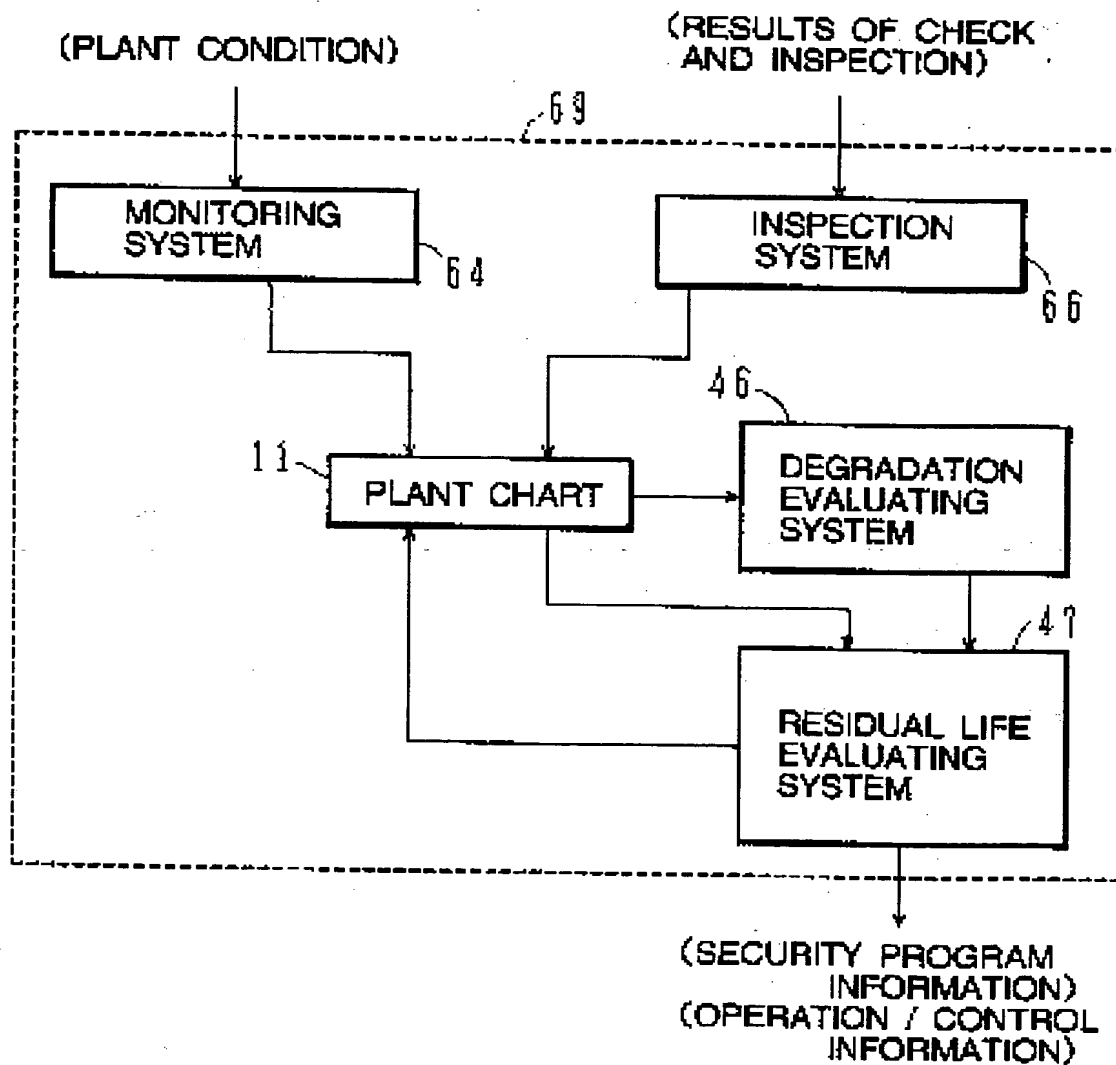 (PLANT CONDITION)
(RESULTS OF CHECK
AND INSPECTION)
69
MONITORING
SYSTEM
64
INSPECTION
SYSTEM
66
46
11
PLANT CHART
DEGRADATION
EVALUATING
SYSTEM
47
RESIDUAL LIFE
EVALUATING
SYSTEM
(SECURITY PROGRAM
INFORMATION)
(OPERATION / CONTROL
INFORMATION)